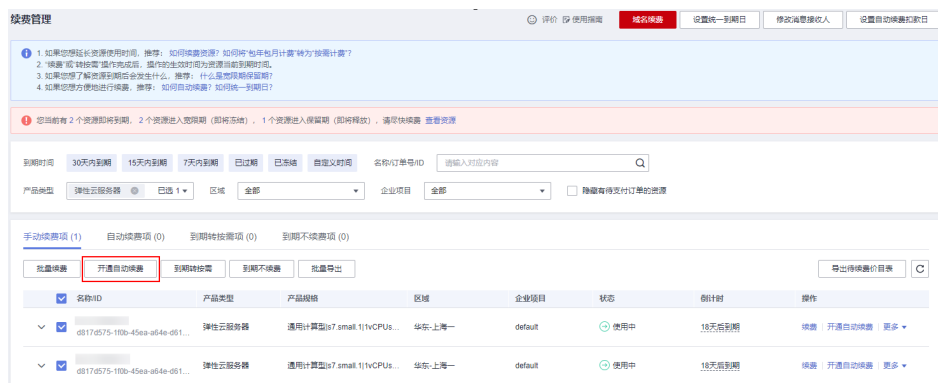 续费管理
评价 使用指南 域名续费 设置统一到期日 修改消息接收人 设置自动续费扣款日
1. 如果您想延长资源使用时间，推荐： 如何续费资源？如何将“包年包月计费”转为“按需计费”？
2. “续费”或“转按需”操作完成后，操作的生效时间为资源当前到期时间。
3. 如果您想了解资源到期后会发生什么，推荐： 什么是宽限期保留期？
4. 如果您想方便地进行续费，推荐： 如何自动续费？如何统一到期日？
您当前有 2 个资源即将到期， 2 个资源进入宽限期（即将冻结）， 1 个资源进入保留期（即将释放），请尽快续费 查看资源
到期时间 30天内到期 15天内到期 7天内到期 已过期 已冻结 自定义时间 名称/订单号/ID 请输入对应内容
产品类型 弹性云服务器 已选 1 区域 全部 企业项目 全部 隐藏有待支付订单的资源
手动续费项 (1) 自动续费项 (0) 到期转按需项 (0) 到期不续费项 (0)
批量续费 开通自动续费 到期转按需 到期不续费 批量导出 导出待续费价目表
名称/ID 产品类型 产品规格 区域 企业项目 状态 倒计时 操作
d817d575-1f0b-45ea-a64e-d61... 弹性云服务器 通用计算型|s7.small.1|1vCPUs... 华东-上海一 default 使用中 18天后到期 续费 开通自动续费 更多
d817d575-1f0b-45ea-a64e-d61... 弹性云服务器 通用计算型|s7.small.1|1vCPUs... 华东-上海一 default 使用中 18天后到期 续费 开通自动续费 更多